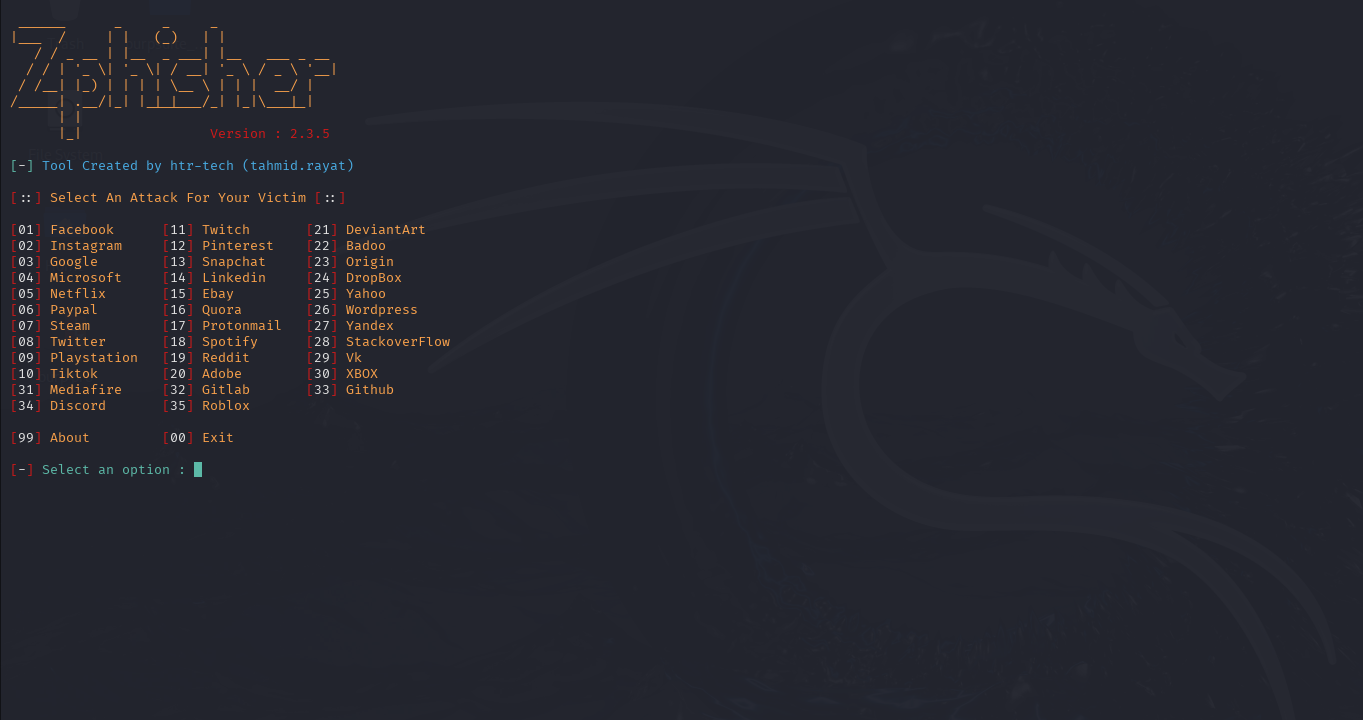 Zphisher
Version : 2.3.5
[-] Tool Created by htr-tech (tahmid.rayat)
[::] Select An Attack For Your Victim [::]
[01] Facebook [11] Twitch [21] DeviantArt
[02] Instagram [12] Pinterest [22] Badoo
[03] Google [13] Snapchat [23] Origin
[04] Microsoft [14] Linkedin [24] DropBox
[05] Netflix [15] Ebay [25] Yahoo
[06] Paypal [16] Quora [26] Wordpress
[07] Steam [17] Protonmail [27] Yandex
[08] Twitter [18] Spotify [28] StackoverFlow
[09] Playstation [19] Reddit [29] Vk
[10] Tiktok [20] Adobe [30] XBOX
[31] Mediafire [32] Gitlab [33] Github
[34] Discord [35] Roblox
[99] About [00] Exit
[-] Select an option :